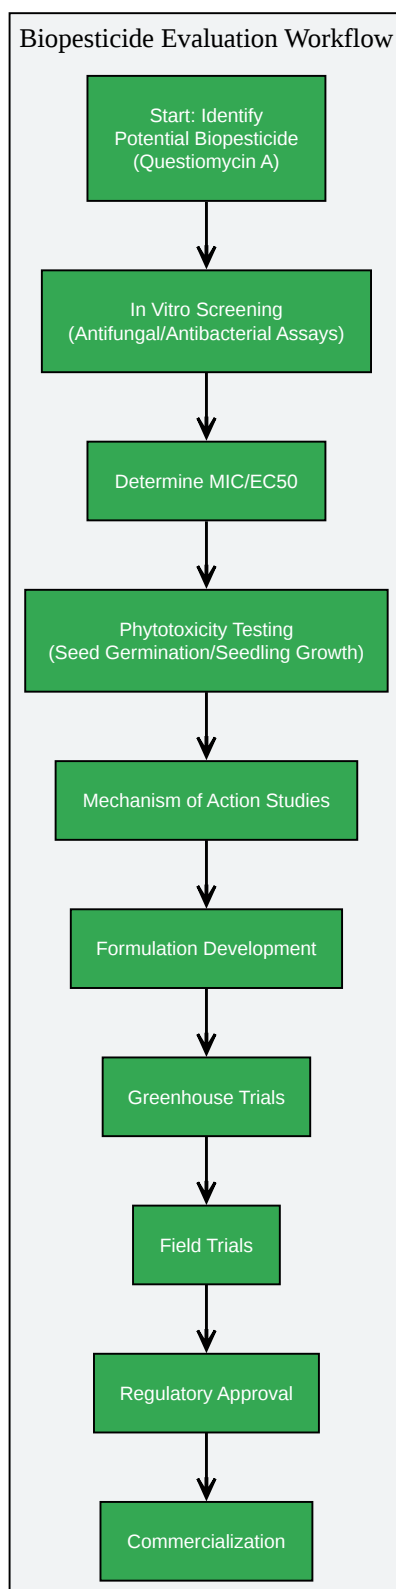 Biopesticide Evaluation Workflow
Start: Identify
Potential Biopesticide
(Questiomycin A)
In Vitro Screening
(Antifungal/Antibacterial Assays)
Determine MIC/EC50
Phytotoxicity Testing
(Seed Germination/Seedling Growth)
Mechanism of Action Studies
Formulation Development
Greenhouse Trials
Field Trials
Regulatory Approval
Commercialization